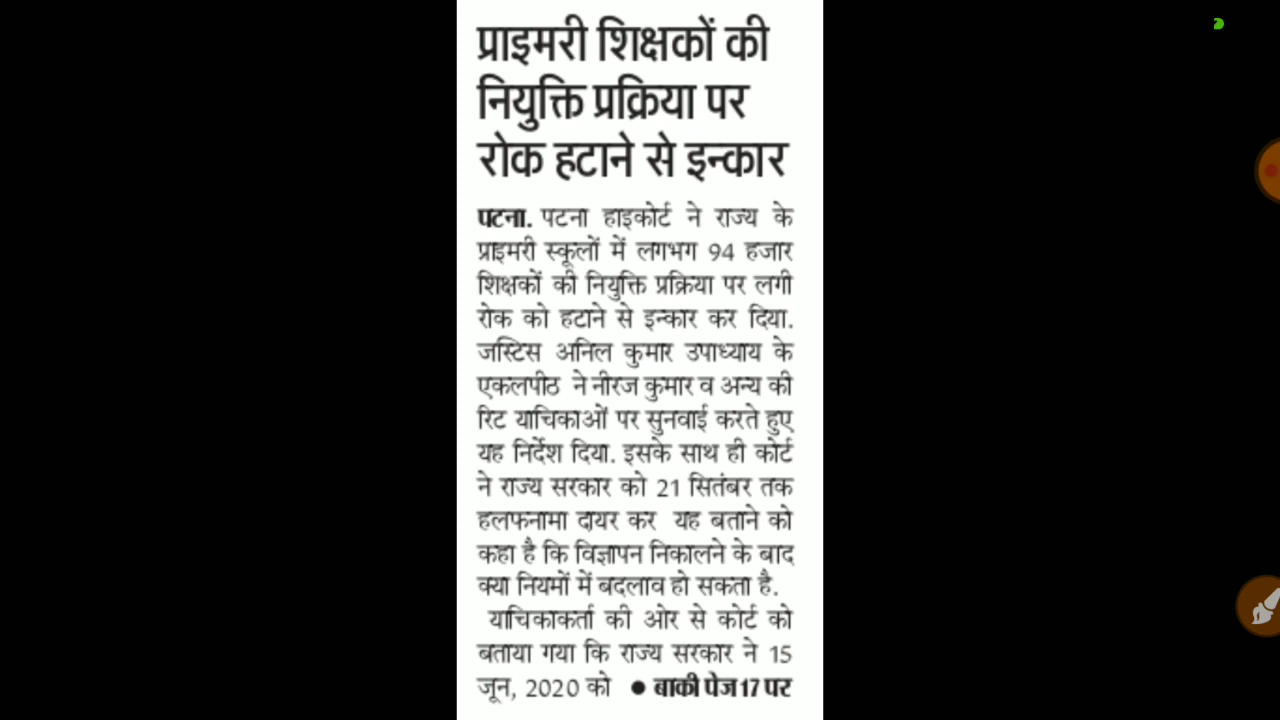 प्राइमरी शिक्षकों की
नियुक्ति प्रक्रिया पर
रोक हटाने से इन्कार
पटना. पटना हाइकोर्ट ने राज्य के
प्राइमरी स्कूलों में लगभग 94 हजार
शिक्षकों की नियुक्ति प्रक्रिया पर लगी
रोक को हटाने से इन्कार कर दिया.
जस्टिस अनिल कुमार उपाध्याय के
एकलपीठ ने नीरज कुमार व अन्य की
रिट याचिकाओं पर सुनवाई करते हुए
यह निर्देश दिया. इसके साथ ही कोर्ट
ने राज्य सरकार को 21 सितंबर तक
हलफनामा दायर कर यह बताने को
कहा है कि विज्ञापन निकालने के बाद
क्या नियमों में बदलाव हो सकता है.
याचिकाकर्ता की ओर से कोर्ट को
बताया गया कि राज्य सरकार ने 15
जून, 2020 को ● बाकी पेज 17 पर